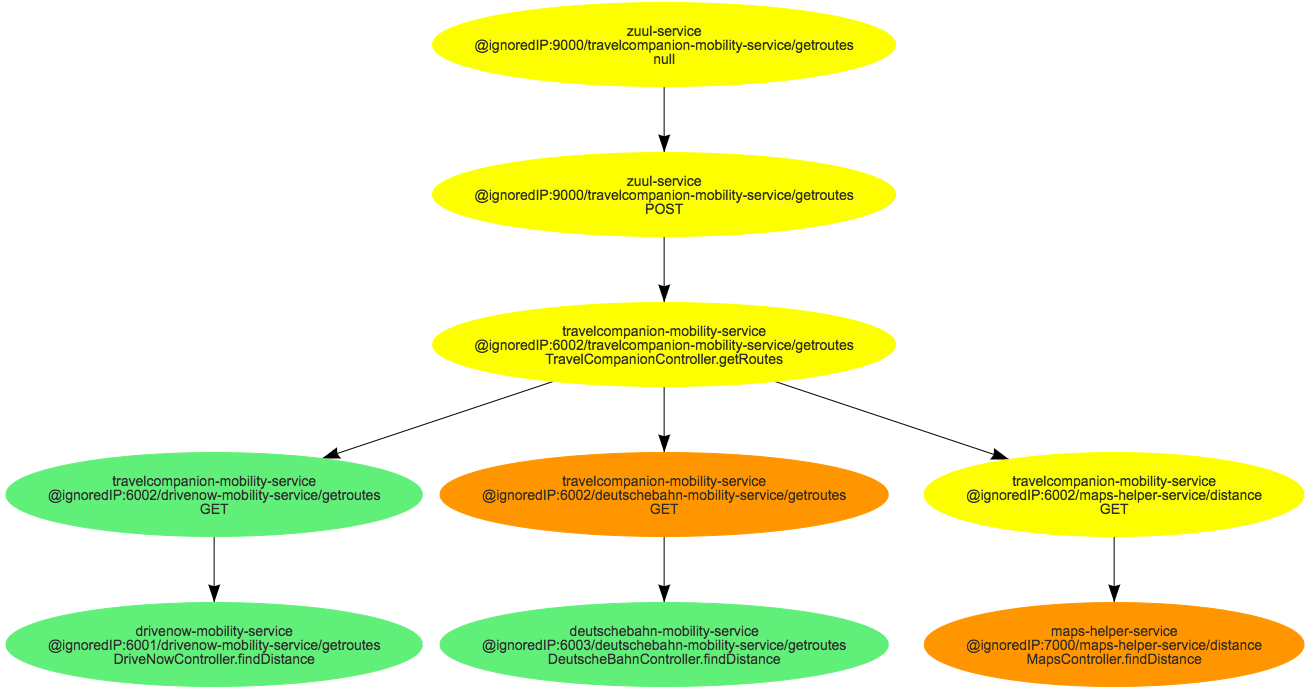 zuul-service
@ignoredIP:9000/travelcompanion-mobility-service/getroutes
null
zuul-service
@ignoredIP:9000/travelcompanion-mobility-service/getroutes
POST
travelcompanion-mobility-service
@ignoredIP:6002/travelcompanion-mobility-service/getroutes
TravelCompanionController.getRoutes
travelcompanion-mobility-service
@ignoredIP:6002/drivenow-mobility-service/getroutes
GET
travelcompanion-mobility-service
@ignoredIP:6002/deutschebahn-mobility-service/getroutes
GET
travelcompanion-mobility-service
@ignoredIP:6002/maps-helper-service/distance
GET
drivenow-mobility-service
@ignoredIP:6001/drivenow-mobility-service/getroutes
DriveNowController.findDistance
deutschebahn-mobility-service
@ignoredIP:6003/deutschebahn-mobility-service/getroutes
DeutscheBahnController.findDistance
maps-helper-service
@ignoredIP:7000/maps-helper-service/distance
MapsController.findDistance